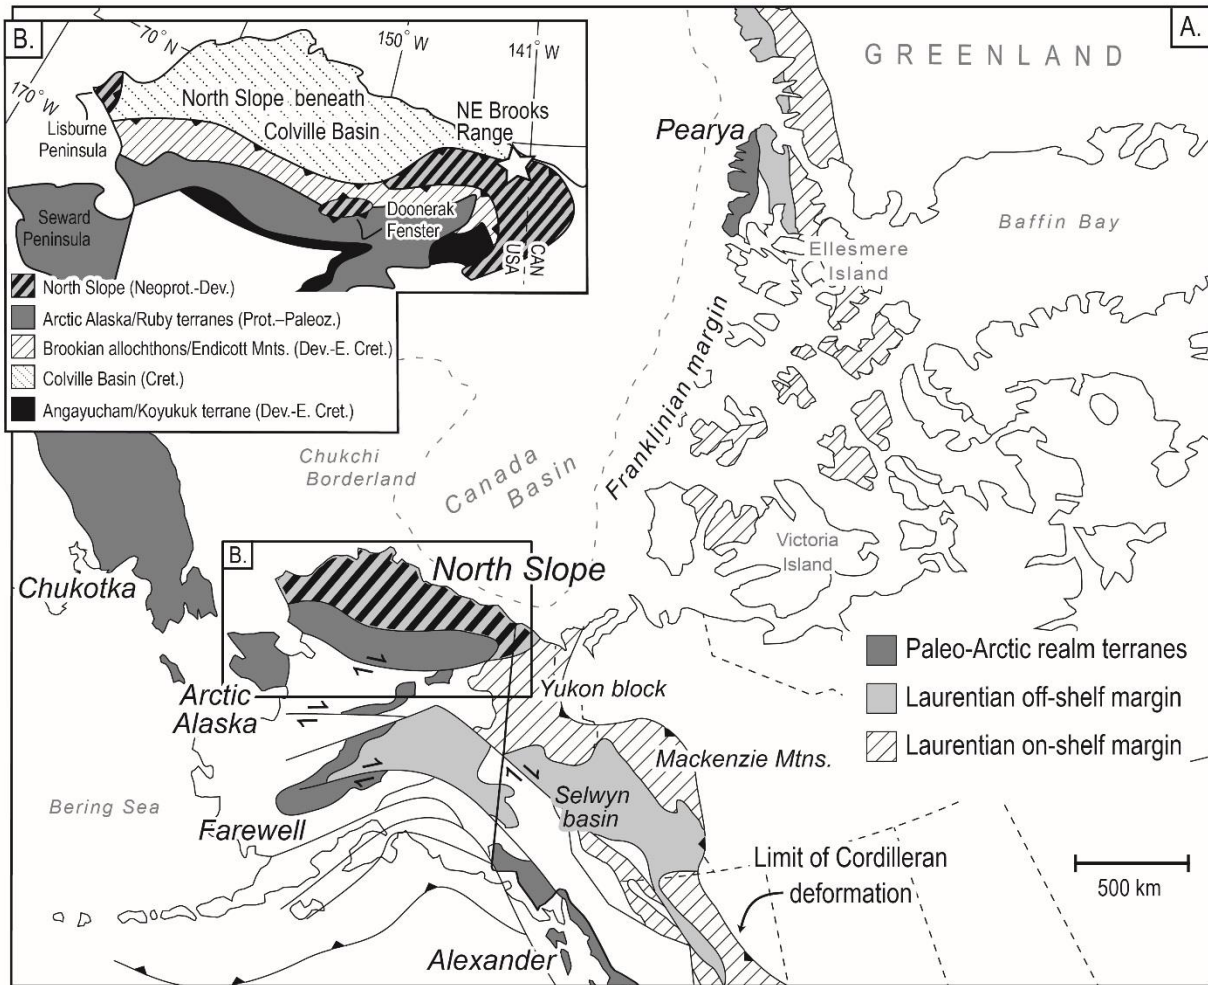 B.
70° N
150° W
141° W
170° W
North Slope beneath
Colville Basin
NE Brooks
Range
Lisburne
Peninsula
Seward
Peninsula
Doonerak
Fenster
CAN
USA
North Slope (Neoprot.-Dev.)
Arctic Alaska/Ruby terranes (Prot.–Paleoz.)
Brookian allochthons/Endicott Mnts. (Dev.-E. Cret.)
Colville Basin (Cret.)
Angayucham/Koyukuk terrane (Dev.-E. Cret.)
A.
GREENLAND
Pearya
Baffin Bay
Ellesmere
Island
Franklinian margin
Chukchi
Borderland
Canada
Basin
Victoria
Island
B.
North Slope
Chukotka
Arctic
Alaska
Yukon block
Mackenzie Mtns.
Selwyn
basin
Bering Sea
Farewell
Alexander
Paleo-Arctic realm terranes
Laurentian off-shelf margin
Laurentian on-shelf margin
Limit of Cordilleran
deformation
500 km